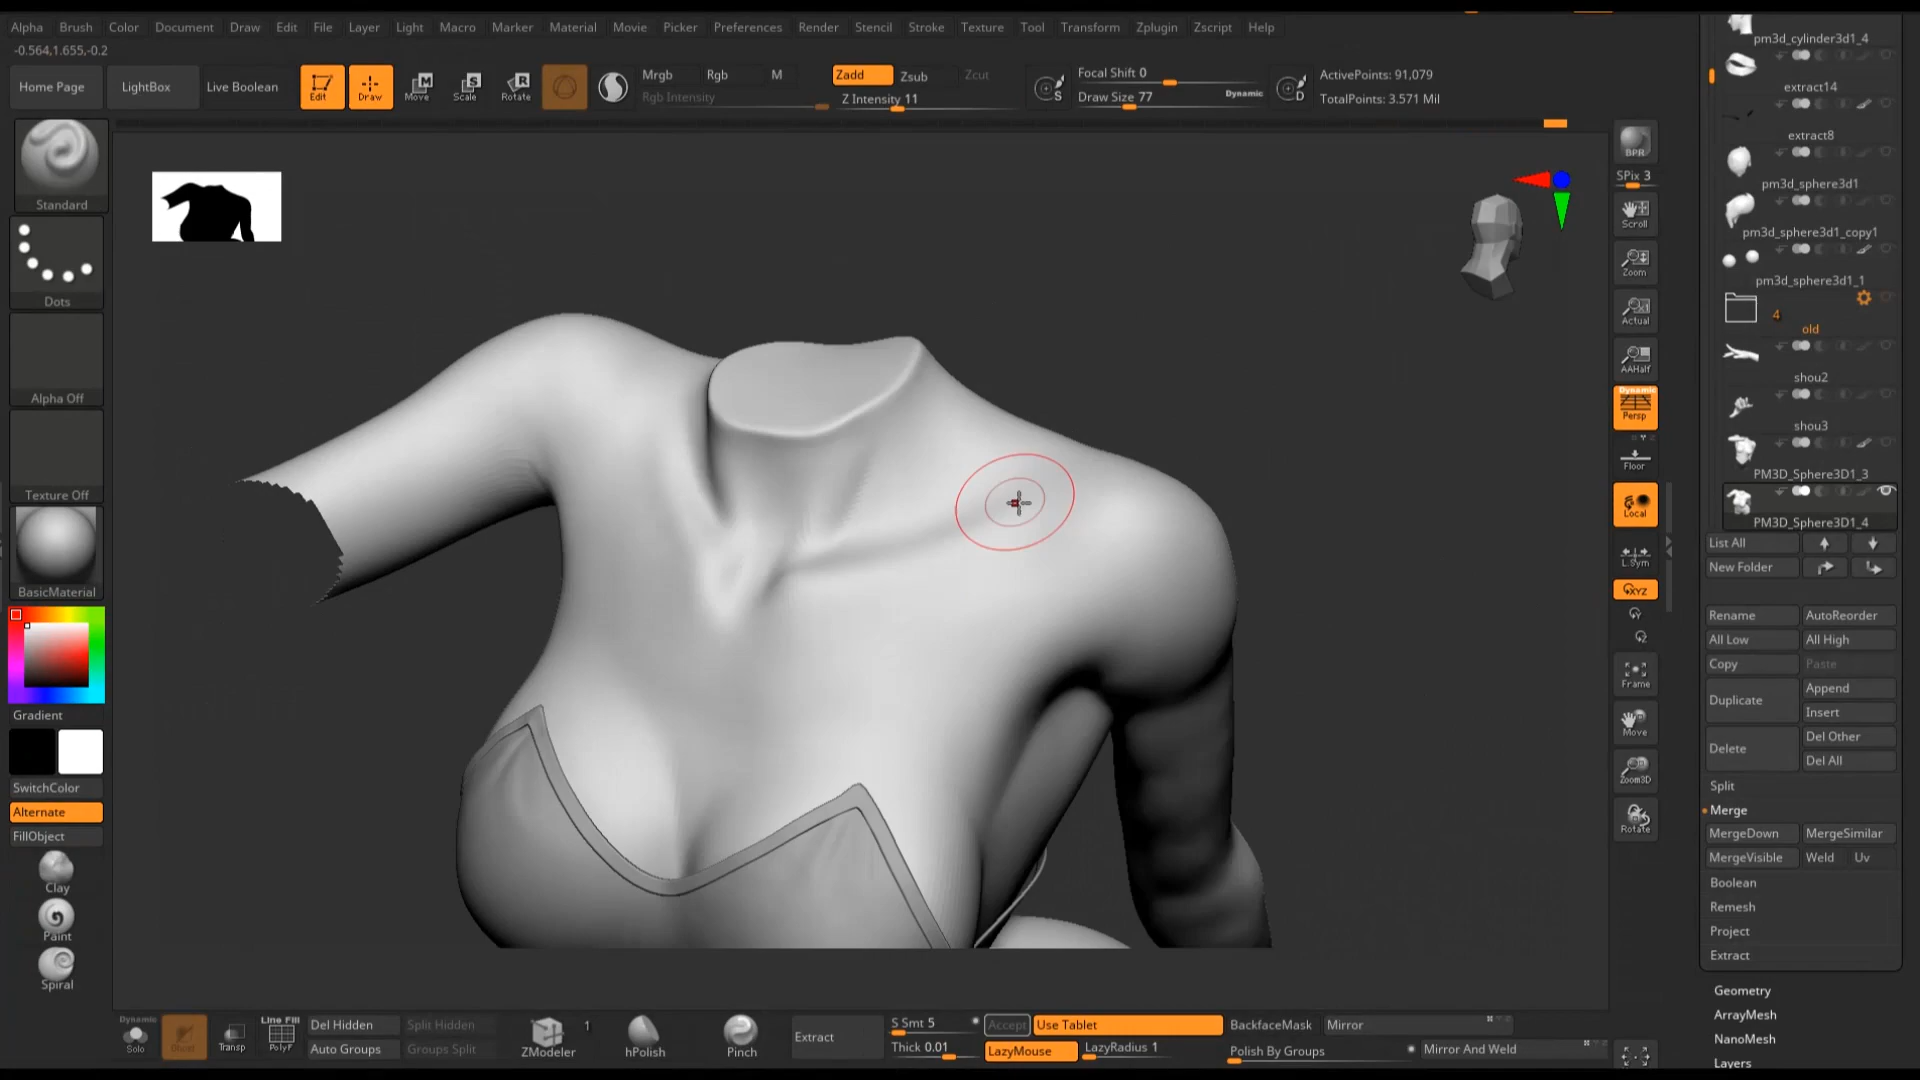 Alpha Brush Color Document Draw Edit File Layer Light Macro Marker Material Movie Picker Preferences Render Stencil Stroke Texture Tool Transform Zplugin Zscript Help
-0.564,1.655,-0.2
Home Page LightBox Live Boolean Edit Draw Move Scale Rotate
Mrgb Rgb M
Rgb Intensity
Zadd Zsub Zcut
Z Intensity 11
S
Focal Shift 0
Draw Size 77 Dynamic
D
ActivePoints: 91,079
TotalPoints: 3.571 Mil
Standard
Dots
Alpha Off
Texture Off
BasicMaterial
Gradient
SwitchColor
Alternate
FillObject
Clay
Paint
Spiral
BPR
SPix 3
Scroll
Zoom
Actual
AAHalf
Dynamic
Persp
Floor
Local
L.Sym
XYZ
Frame
Move
Zoom3D
Rotate
pm3d_cylinder3d1_4
extract14
extract8
pm3d_sphere3d1
pm3d_sphere3d1_copy1
pm3d_sphere3d1_1
4
old
shou2
shou3
PM3D_Sphere3D1_3
PM3D_Sphere3D1_4
List All
New Folder
Rename AutoReorder
All Low All High
Copy Paste
Duplicate Append
Insert
Delete Del Other
Del All
Split
Merge
MergeDown MergeSimilar
MergeVisible Weld Uv
Boolean
Remesh
Project
Extract
Geometry
ArrayMesh
NanoMesh
Layers
Dynamic
Solo
Ghost
Transp
Line Fill
PolyF
Del Hidden Split Hidden
Auto Groups Groups Split
ZModeler
1
hPolish
Pinch
Extract
S Smt 5
Thick 0.01
Accept Use Tablet
LazyMouse LazyRadius 1
BackfaceMask Mirror
Polish By Groups Mirror And Weld